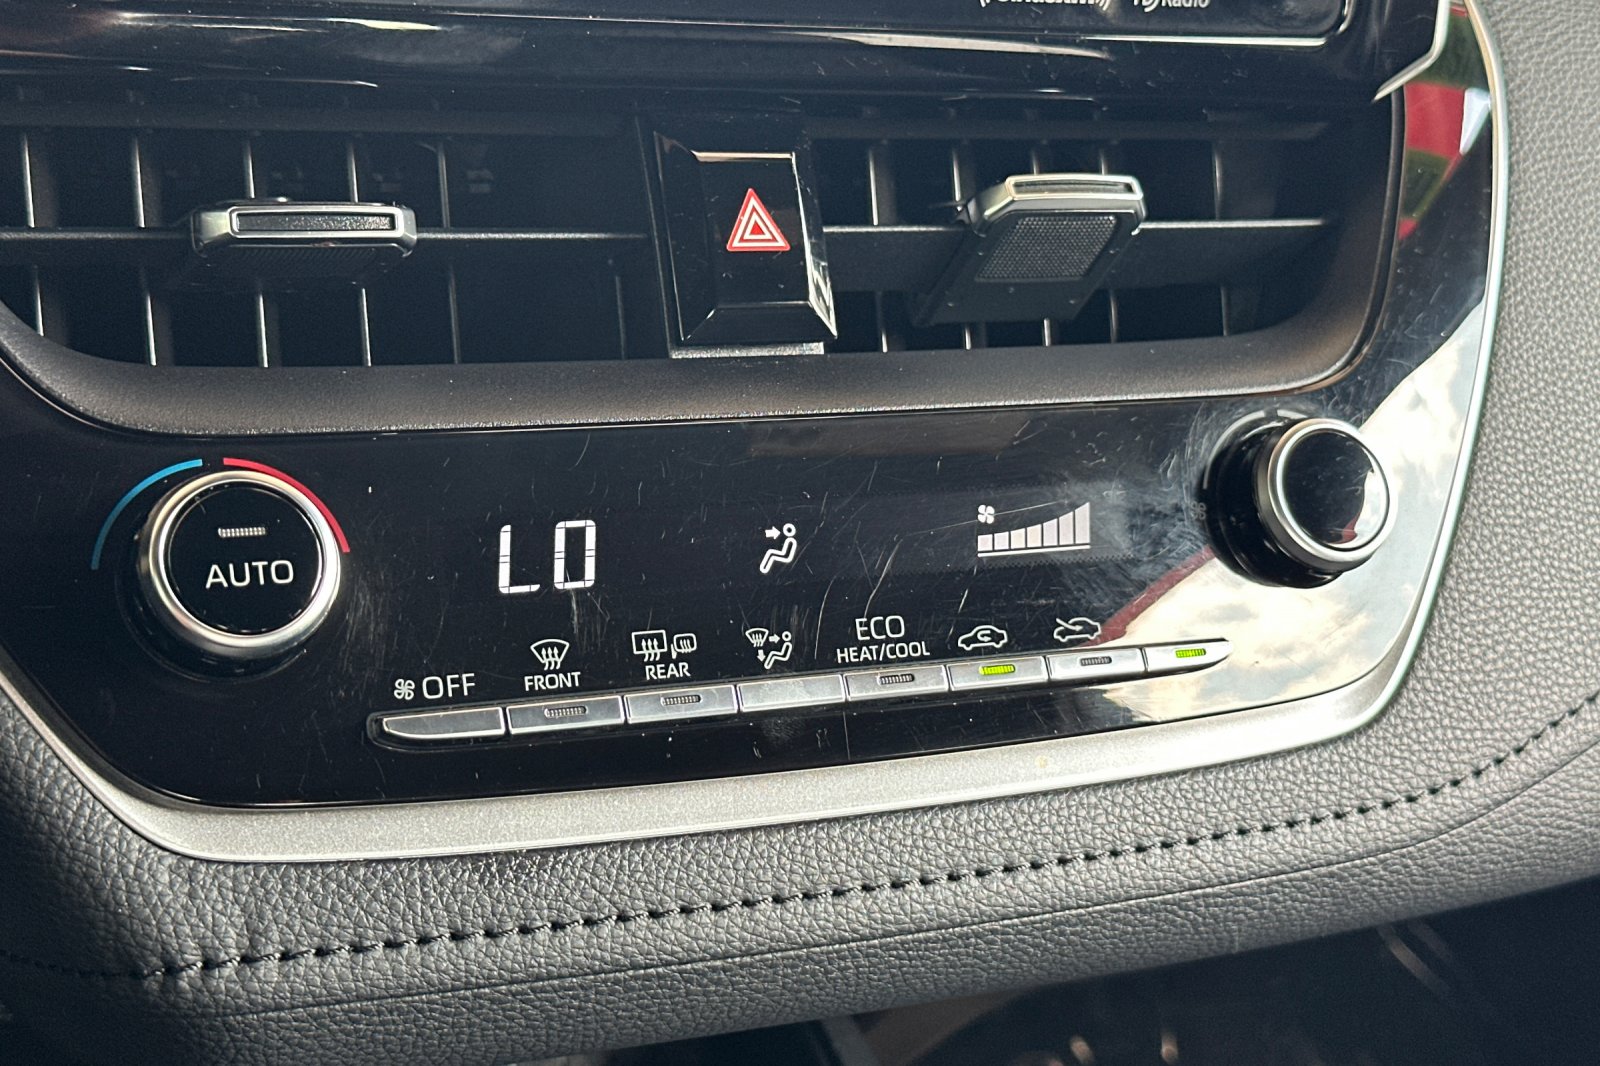 AUTO
LO
OFF
FRONT
REAR
ECO
HEAT/COOL